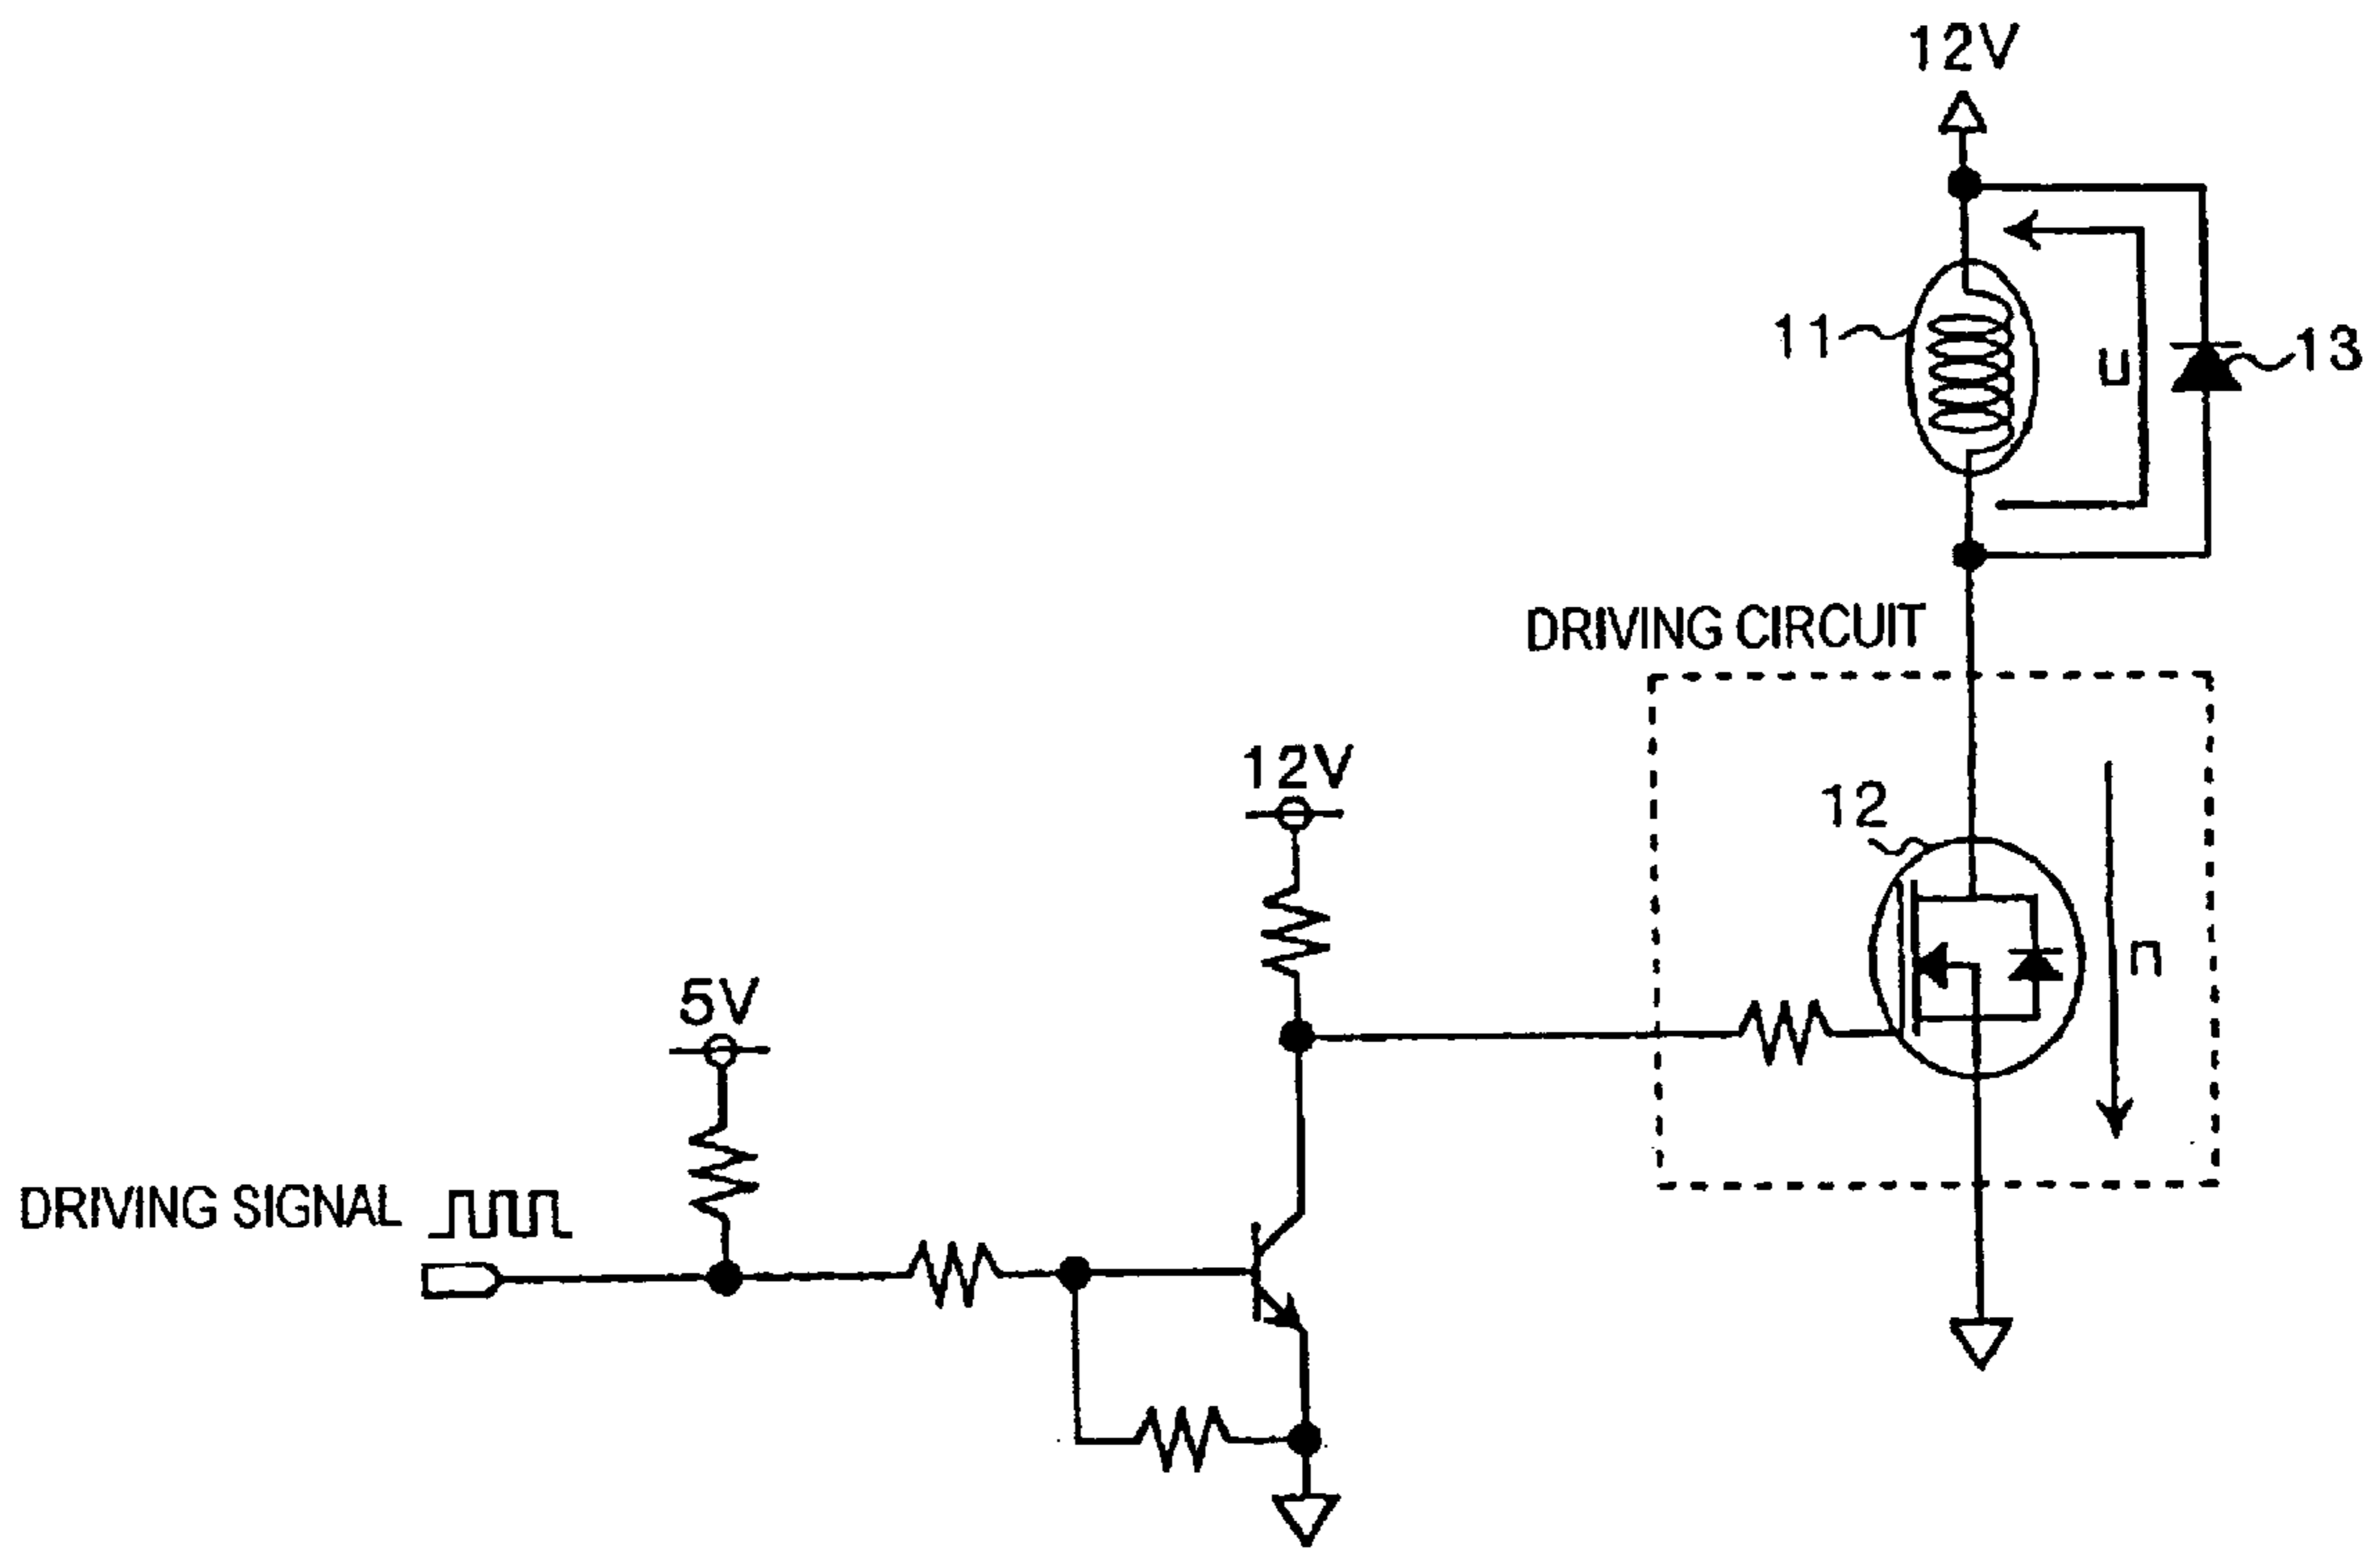 12V
11
u
13
DRIVING CIRCUIT
12V
12
n
5V
DRIVING SIGNAL